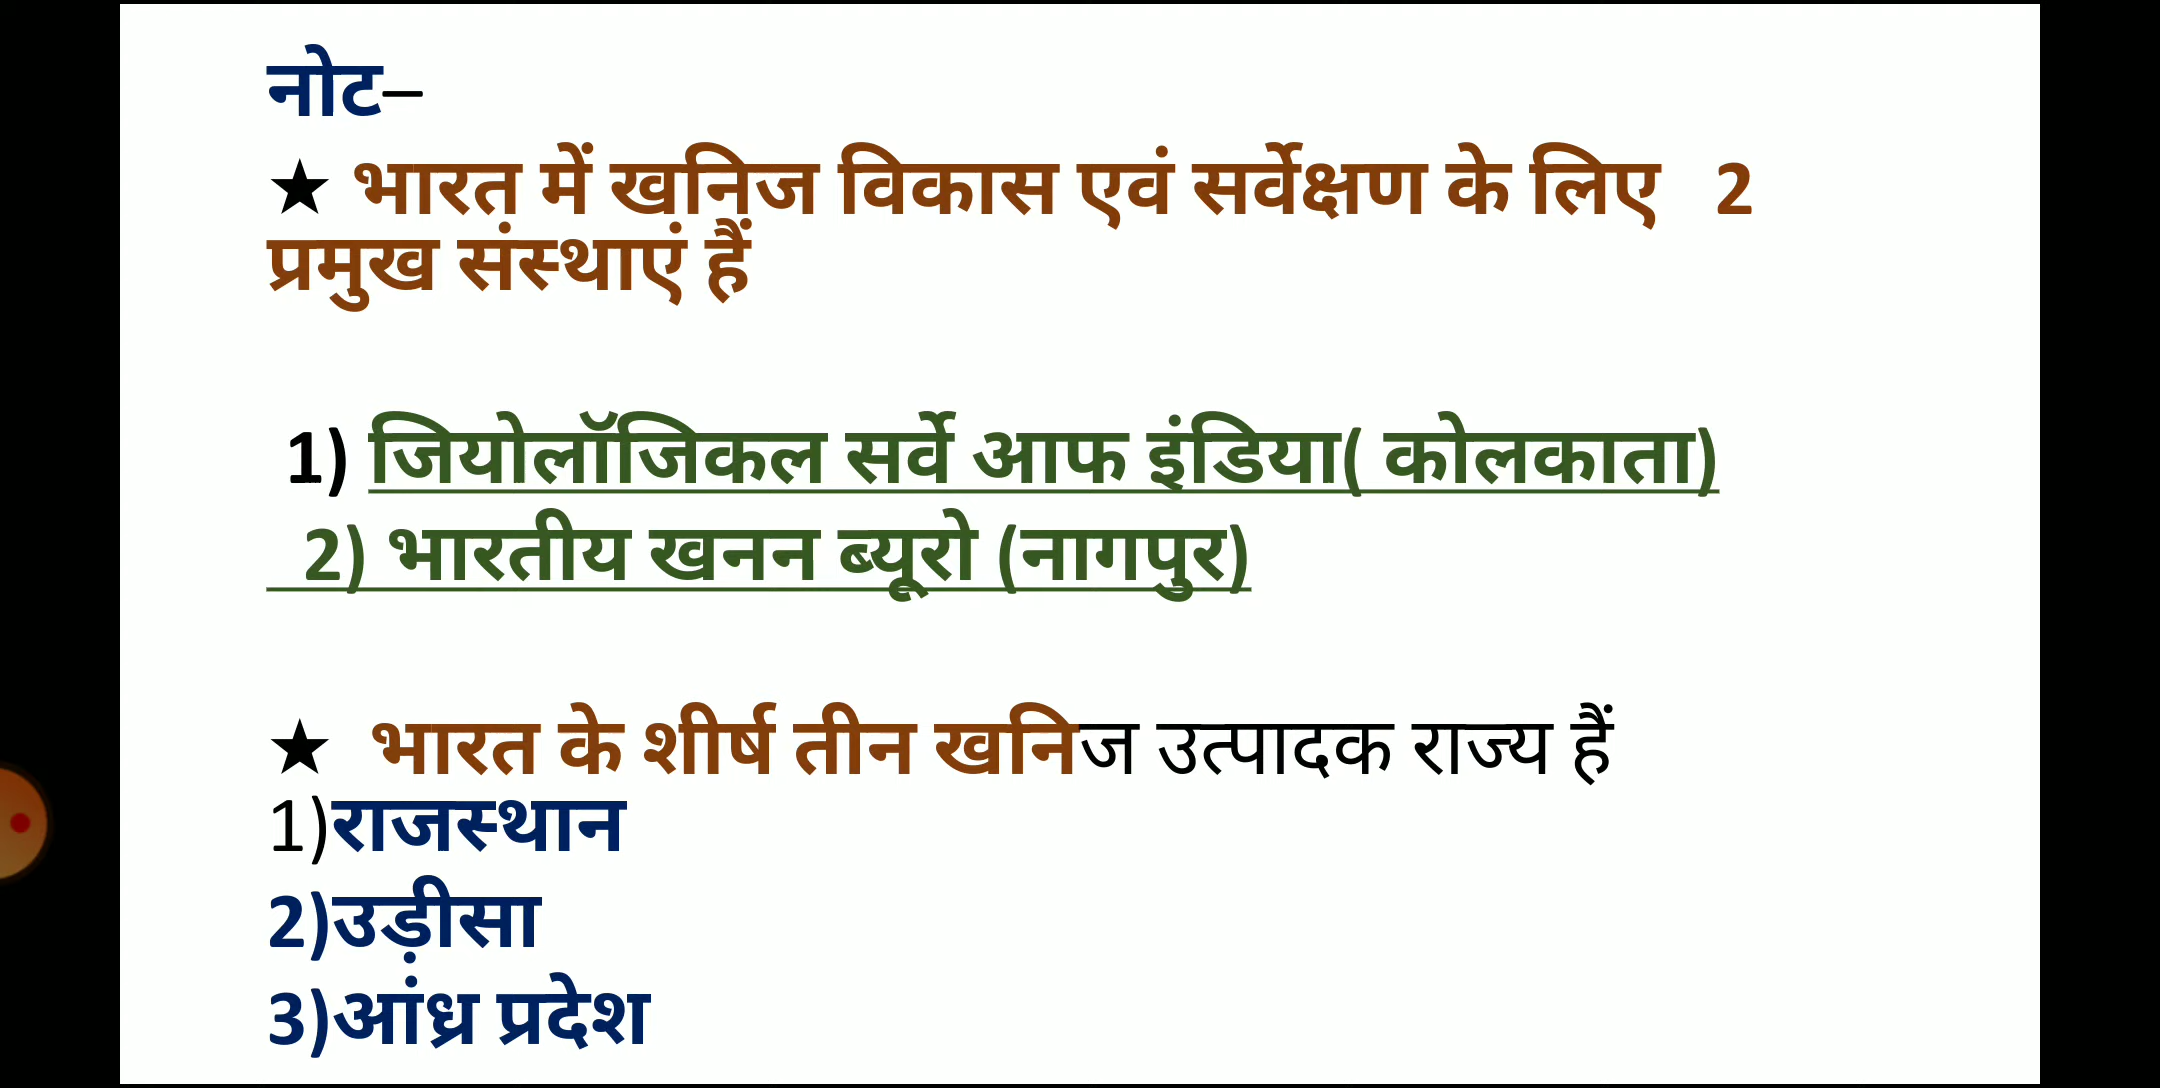 नोट–
★ भारत में खनिज विकास एवं सर्वेक्षण के लिए 2
प्रमुख संस्थाएं हैं
1) जियोलॉजिकल सर्वे आफ इंडिया( कोलकाता)
2) भारतीय खनन ब्यूरो (नागपुर)
★ भारत के शीर्ष तीन खनिज उत्पादक राज्य हैं
1)राजस्थान
2)उड़ीसा
3)आंध्र प्रदेश